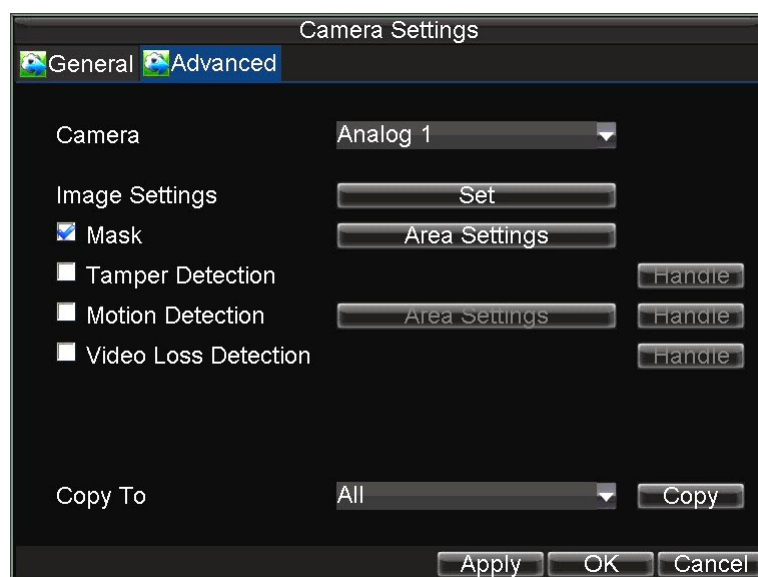 Camera Settings
General Advanced
Camera Analog 1
Image Settings Set
Mask Area Settings
Tamper Detection Handle
Motion Detection Area Settings Handle
Video Loss Detection Handle
Copy To All Copy
Apply OK Cancel